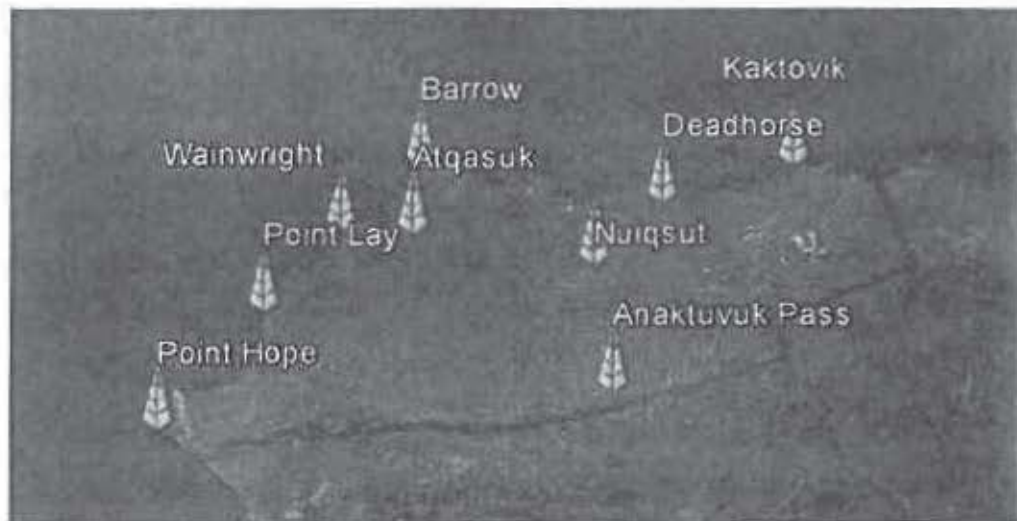 Kaktovik
Barrow
Deadhorse
Wainwright
Atqasuk
Point Lay
Nuiqsut
Anaktuvuk Pass
Point Hope